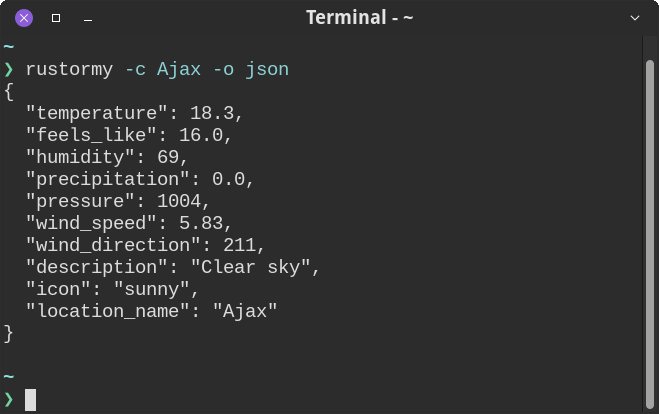 Terminal - ~
~
❯ rustormy -c Ajax -o json
{
  "temperature": 18.3,
  "feels_like": 16.0,
  "humidity": 69,
  "precipitation": 0.0,
  "pressure": 1004,
  "wind_speed": 5.83,
  "wind_direction": 211,
  "description": "Clear sky",
  "icon": "sunny",
  "location_name": "Ajax"
}
~
❯